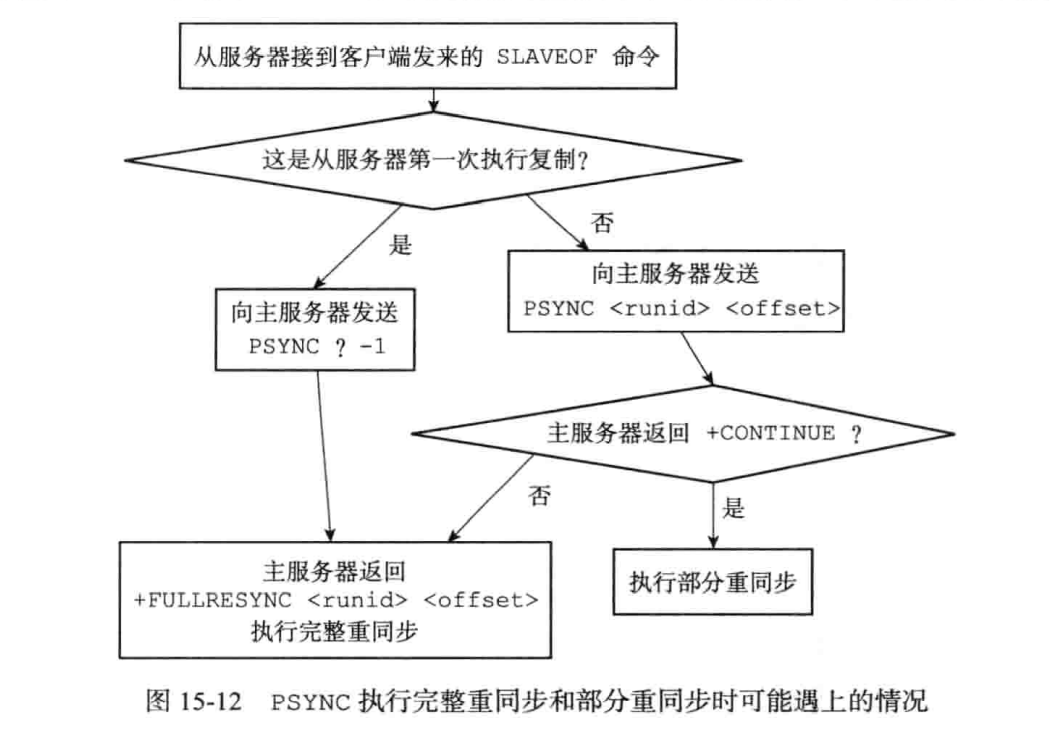 从服务器接到客户端发来的 SLAVEOF 命令
这是从服务器第一次执行复制？
是
否
向主服务器发送
PSYNC ? -1
向主服务器发送
PSYNC <runid> <offset>
主服务器返回 +CONTINUE ？
否
是
主服务器返回
+FULLRESYNC <runid> <offset>
执行完整重同步
执行部分重同步
图 15-12 PSYNC 执行完整重同步和部分重同步时可能遇上的情况